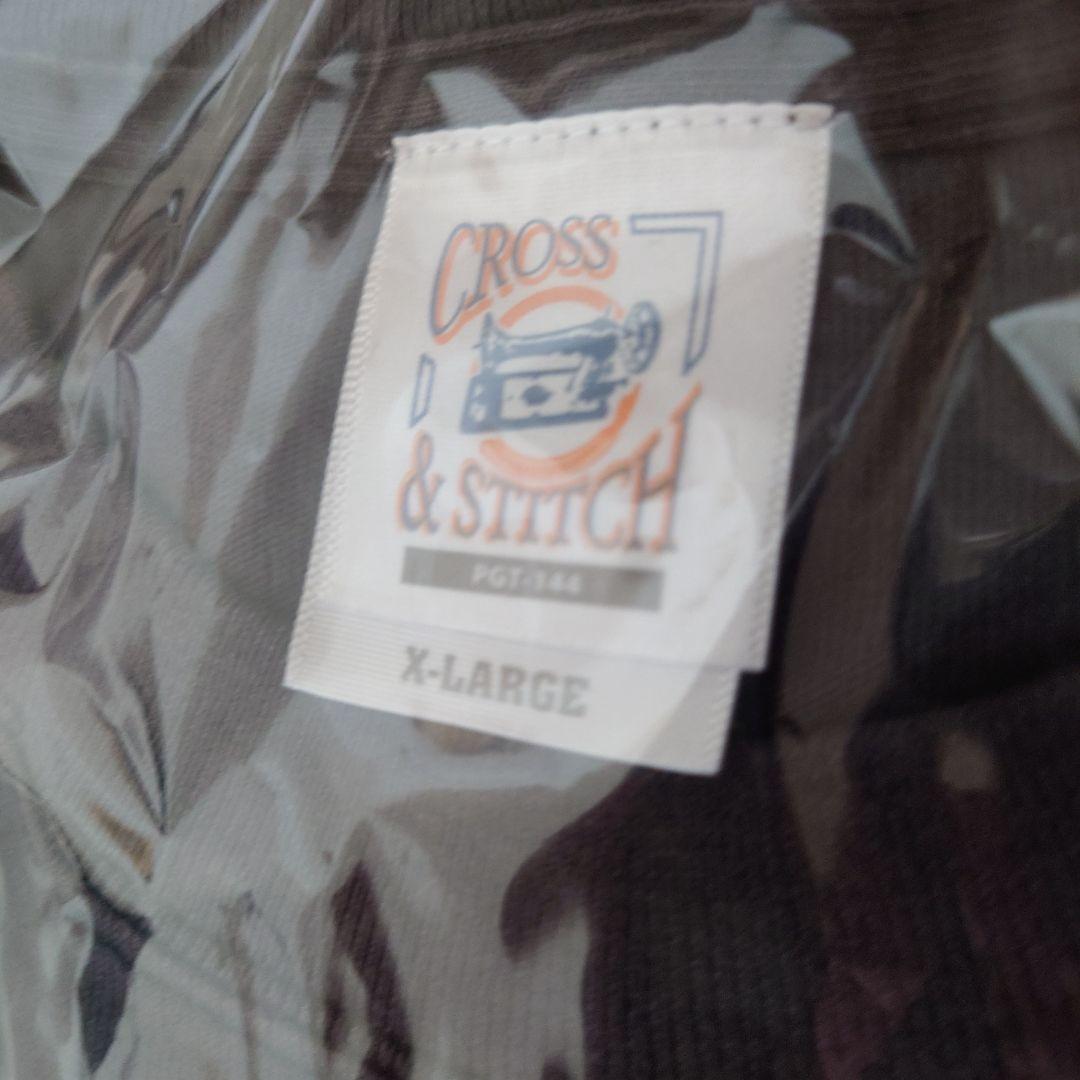 CROSS
& STITCH
PGT-144
X-LARGE